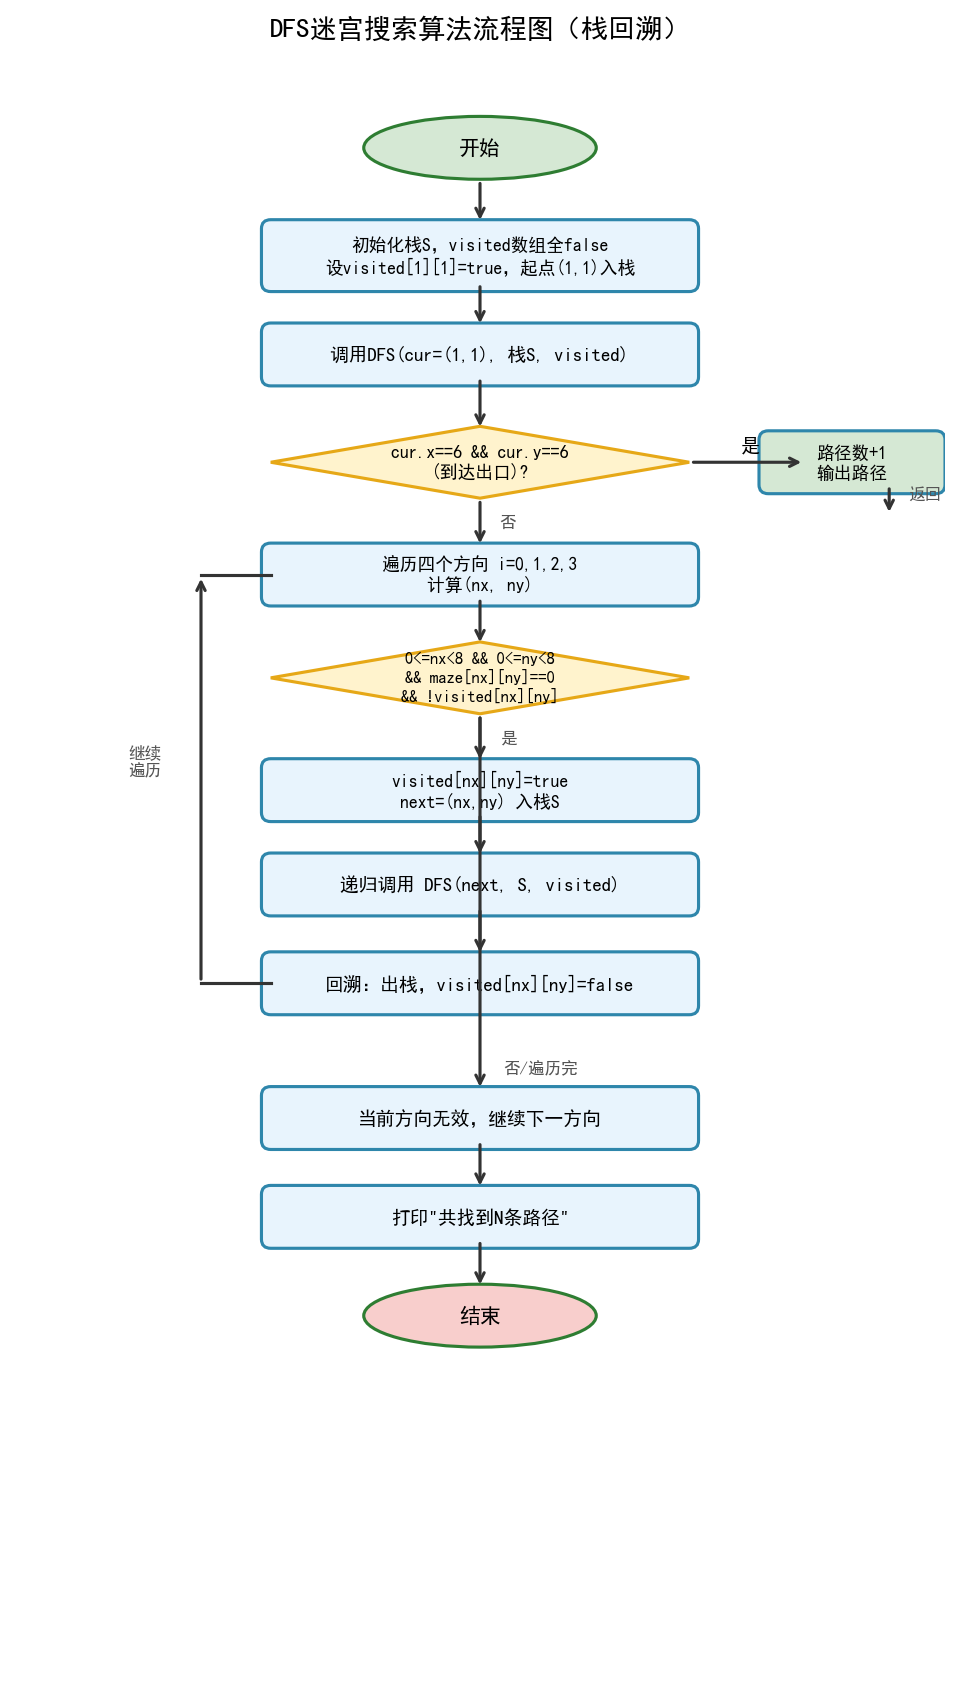 DFS迷宫搜索算法流程图（栈回溯）
开始
初始化栈S，visited数组全false
设visited[1][1]=true，起点(1,1)入栈
调用DFS(cur=(1,1), 栈S, visited)
cur.x==6 && cur.y==6
(到达出口)?
是
路径数+1
输出路径
返回
否
遍历四个方向 i=0,1,2,3
计算(nx, ny)
0<=nx<8 && 0<=ny<8
&& maze[nx][ny]==0
&& !visited[nx][ny]
是
继续
遍历
visited[nx][ny]=true
next=(nx,ny) 入栈S
递归调用 DFS(next, S, visited)
回溯：出栈，visited[nx][ny]=false
否/遍历完
当前方向无效，继续下一方向
打印"共找到N条路径"
结束